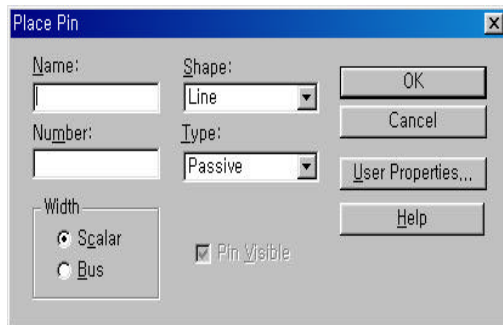 Place Pin
Name:
Shape:
Line
OK
Number:
Type:
Passive
Cancel
User Properties...
Width
Scalar
Bus
Pin Visible
Help